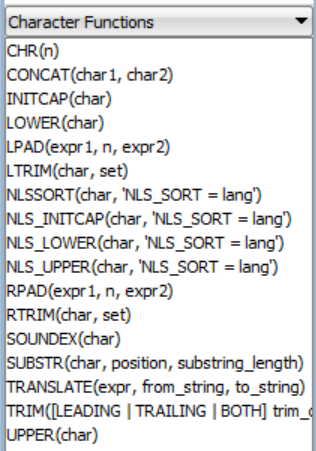 Character Functions
CHR(n)
CONCAT(char1, char2)
INITCAP(char)
LOWER(char)
LPAD(expr1, n, expr2)
LTRIM(char, set)
NLSSORT(char, 'NLS_SORT = lang')
NLS_INITCAP(char, 'NLS_SORT = lang')
NLS_LOWER(char, 'NLS_SORT = lang')
NLS_UPPER(char, 'NLS_SORT = lang')
RPAD(expr1, n, expr2)
RTRIM(char, set)
SOUNDEX(char)
SUBSTR(char, position, substring_length)
TRANSLATE(expr, from_string, to_string)
TRIM([LEADING | TRAILING | BOTH] trim_
UPPER(char)